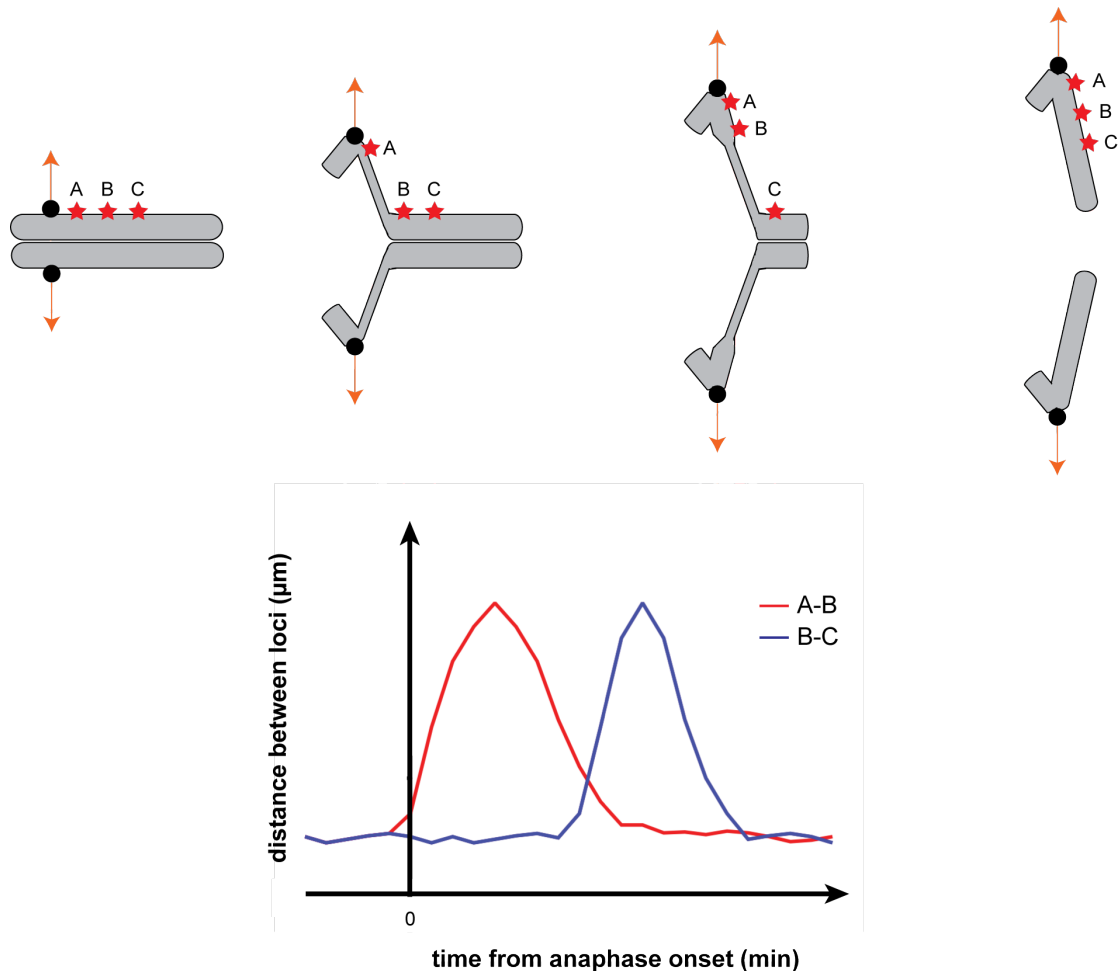 A B C
A
B C
A
B
C
A
B
C
distance between loci (µm)
A-B
B-C
0
time from anaphase onset (min)